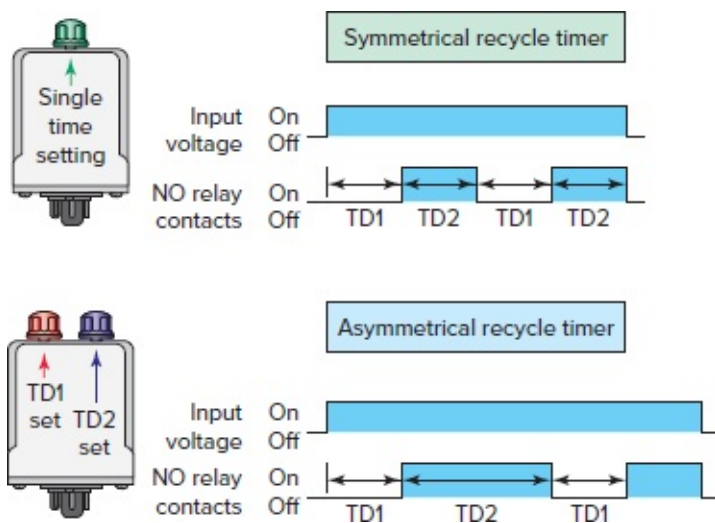 Symmetrical recycle timer
Single
time
setting
Input On
voltage Off
NO relay On
contacts Off
TD1 TD2 TD1 TD2
Asymmetrical recycle timer
TD1
set TD2
set
Input On
voltage Off
NO relay On
contacts Off
TD1 TD2 TD1